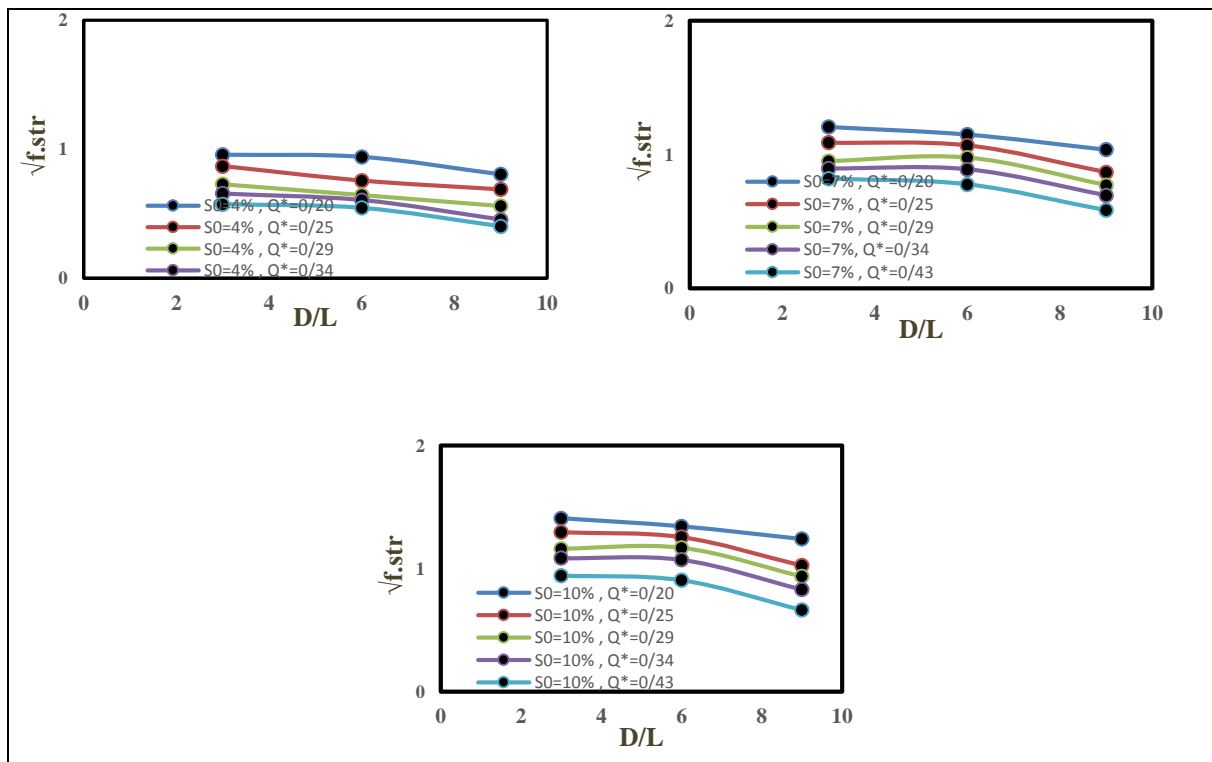 2
1
0
√f.str
S0=4% , Q*=0/20
S0=4% , Q*=0/25
S0=4% , Q*=0/29
S0=4% , Q*=0/34
0 2 4 6 8 10
D/L
2
1
0
√f.str
S0=7% , Q*=0/20
S0=7% , Q*=0/25
S0=7% , Q*=0/29
S0=7%, Q*=0/34
S0=7% , Q*=0/43
0 2 4 6 8 10
D/L
2
1
0
√f.str
S0=10% , Q*=0/20
S0=10% , Q*=0/25
S0=10% , Q*=0/29
S0=10% , Q*=0/34
S0=10% , Q*=0/43
0 2 4 6 8 10
D/L